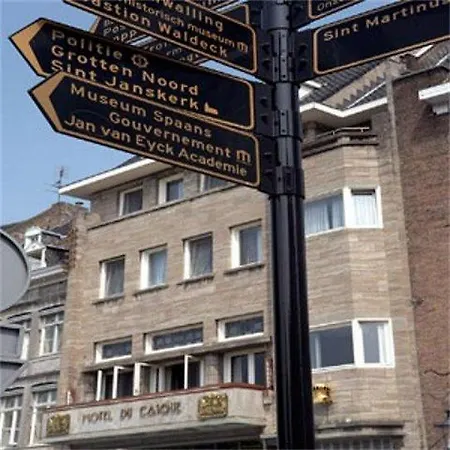 historisch museum
Bastion Waldeck
Politie
Grotten Noord
Sint Janskerk
Museum Spaans
Gouvernement
Jan van Eyck Academie
Sint Martinus
HOTEL DU CASQUE